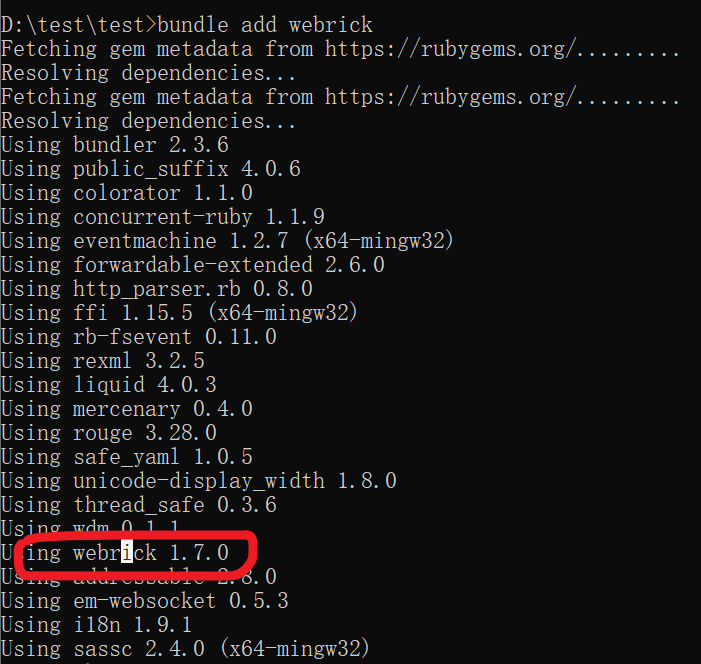 D:\test\test>bundle add webrick
Fetching gem metadata from https://rubygems.org/.........
Resolving dependencies...
Fetching gem metadata from https://rubygems.org/.........
Resolving dependencies...
Using bundler 2.3.6
Using public_suffix 4.0.6
Using colorator 1.1.0
Using concurrent-ruby 1.1.9
Using eventmachine 1.2.7 (x64-mingw32)
Using forwardable-extended 2.6.0
Using http_parser.rb 0.8.0
Using ffi 1.15.5 (x64-mingw32)
Using rb-fsevent 0.11.0
Using rexml 3.2.5
Using liquid 4.0.3
Using mercenary 0.4.0
Using rouge 3.28.0
Using safe_yaml 1.0.5
Using unicode-display_width 1.8.0
Using thread_safe 0.3.6
Using wdm 0.1.1
Using webrick 1.7.0
Using addressable 2.8.0
Using em-websocket 0.5.3
Using i18n 1.9.1
Using sassc 2.4.0 (x64-mingw32)